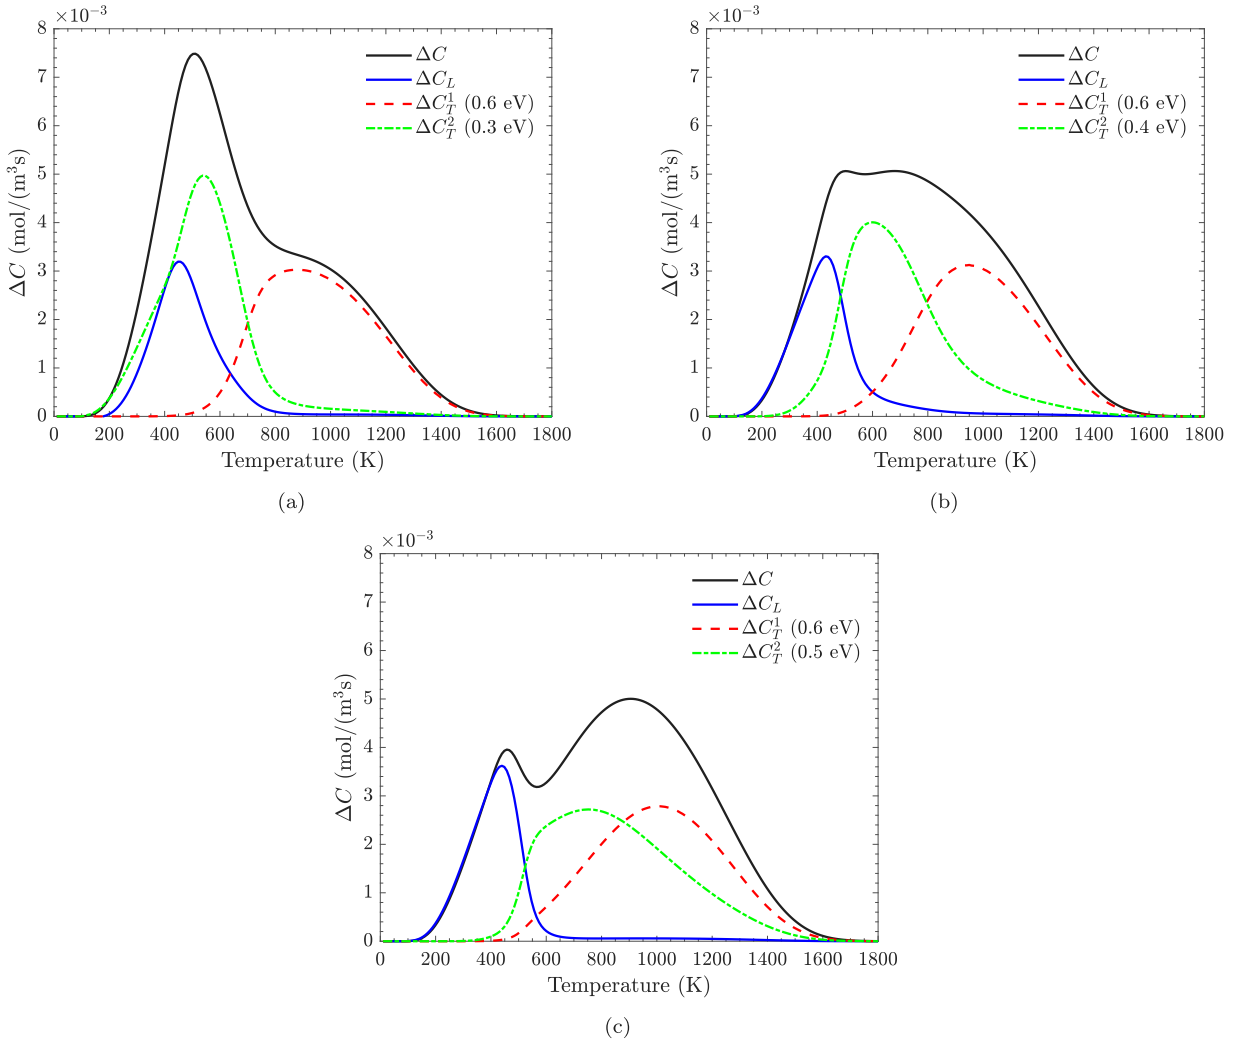 ×10⁻³
8
7
6
5
4
3
2
1
0
ΔC (mol/(m³s)
ΔC
ΔC_L
ΔC_T^1 (0.6 eV)
ΔC_T^2 (0.3 eV)
0 200 400 600 800 1000 1200 1400 1600 1800
Temperature (K)
(a)
×10⁻³
8
7
6
5
4
3
2
1
0
ΔC (mol/(m³s)
ΔC
ΔC_L
ΔC_T^1 (0.6 eV)
ΔC_T^2 (0.4 eV)
0 200 400 600 800 1000 1200 1400 1600 1800
Temperature (K)
(b)
×10⁻³
8
7
6
5
4
3
2
1
0
ΔC (mol/(m³s)
ΔC
ΔC_L
ΔC_T^1 (0.6 eV)
ΔC_T^2 (0.5 eV)
0 200 400 600 800 1000 1200 1400 1600 1800
Temperature (K)
(c)